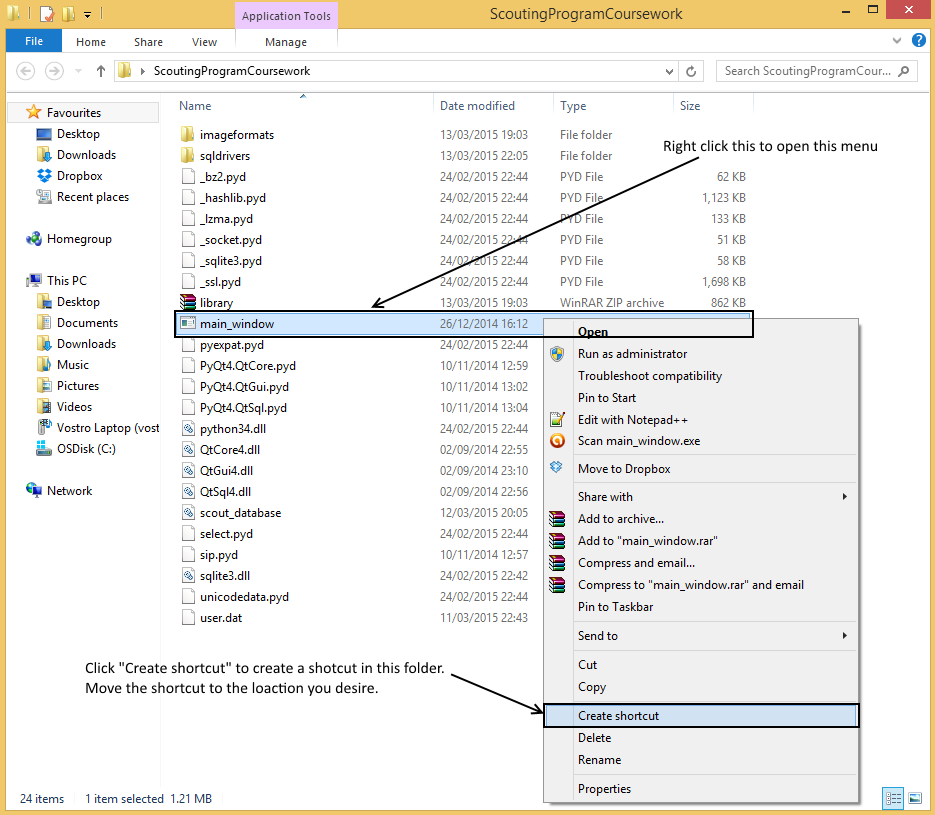 Application Tools
ScoutingProgramCoursework
File Home Share View Manage
ScoutingProgramCoursework
Search ScoutingProgramCour...
Name Date modified Type Size
Favourites
Desktop
Downloads
Dropbox
Recent places
Homegroup
This PC
Desktop
Documents
Downloads
Music
Pictures
Videos
Vostro Laptop (vost
OSDisk (C:)
Network
imageformats 13/03/2015 19:03 File folder
sqldrivers 13/03/2015 22:05 File folder
_bz2.pyd 24/02/2015 22:44 PYD File 62 KB
_hashlib.pyd 24/02/2015 22:44 PYD File 1,123 KB
_lzma.pyd 24/02/2015 22:44 PYD File 133 KB
_socket.pyd 24/02/2015 22:44 PYD File 51 KB
_sqlite3.pyd 24/02/2015 22:44 PYD File 58 KB
_ssl.pyd 24/02/2015 22:44 PYD File 1,698 KB
library 13/03/2015 19:03 WinRAR ZIP archive 862 KB
main_window 26/12/2014 16:12
pyexpat.pyd 24/02/2015 22:44
PyQt4.QtCore.pyd 10/11/2014 12:59
PyQt4.QtGui.pyd 10/11/2014 13:02
PyQt4.QtSql.pyd 10/11/2014 13:04
python34.dll 24/02/2015 22:44
QtCore4.dll 02/09/2014 22:55
QtGui4.dll 02/09/2014 23:10
QtSql4.dll 02/09/2014 22:56
scout_database 12/03/2015 20:05
select.pyd 24/02/2015 22:44
sip.pyd 10/11/2014 12:57
sqlite3.dll 24/02/2015 22:42
unicodedata.pyd 24/02/2015 22:44
user.dat 11/03/2015 22:43
Right click this to open this menu
Open
Run as administrator
Troubleshoot compatibility
Pin to Start
Edit with Notepad++
Scan main_window.exe
Move to Dropbox
Share with
Add to archive...
Add to "main_window.rar"
Compress and email...
Compress to "main_window.rar" and email
Pin to Taskbar
Send to
Cut
Copy
Create shortcut
Delete
Rename
Properties
Click "Create shortcut" to create a shotcut in this folder.
Move the shortcut to the loaction you desire.
24 items 1 item selected 1.21 MB